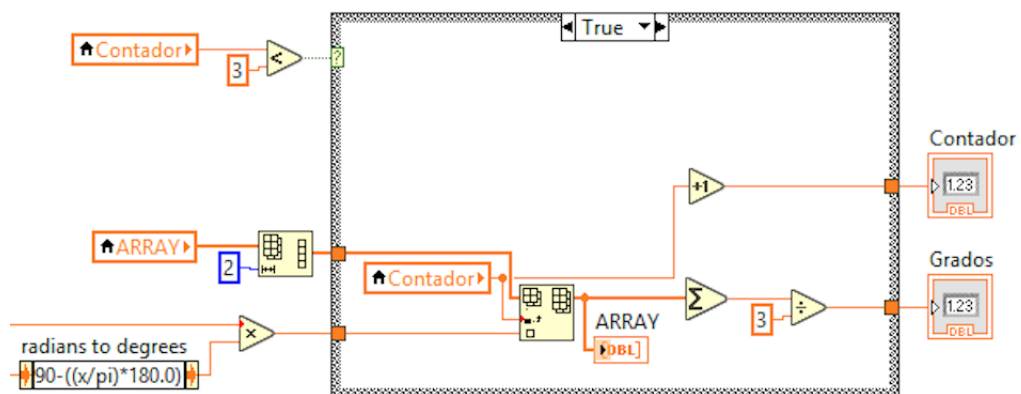 True
Contador
3
<
?
Contador
+1
1.23
DBL
ARRAY
2
Contador
Grados
Σ
÷
1.23
3
DBL
ARRAY
×
DBL]
radians to degrees
90-((x/pi)*180.0)